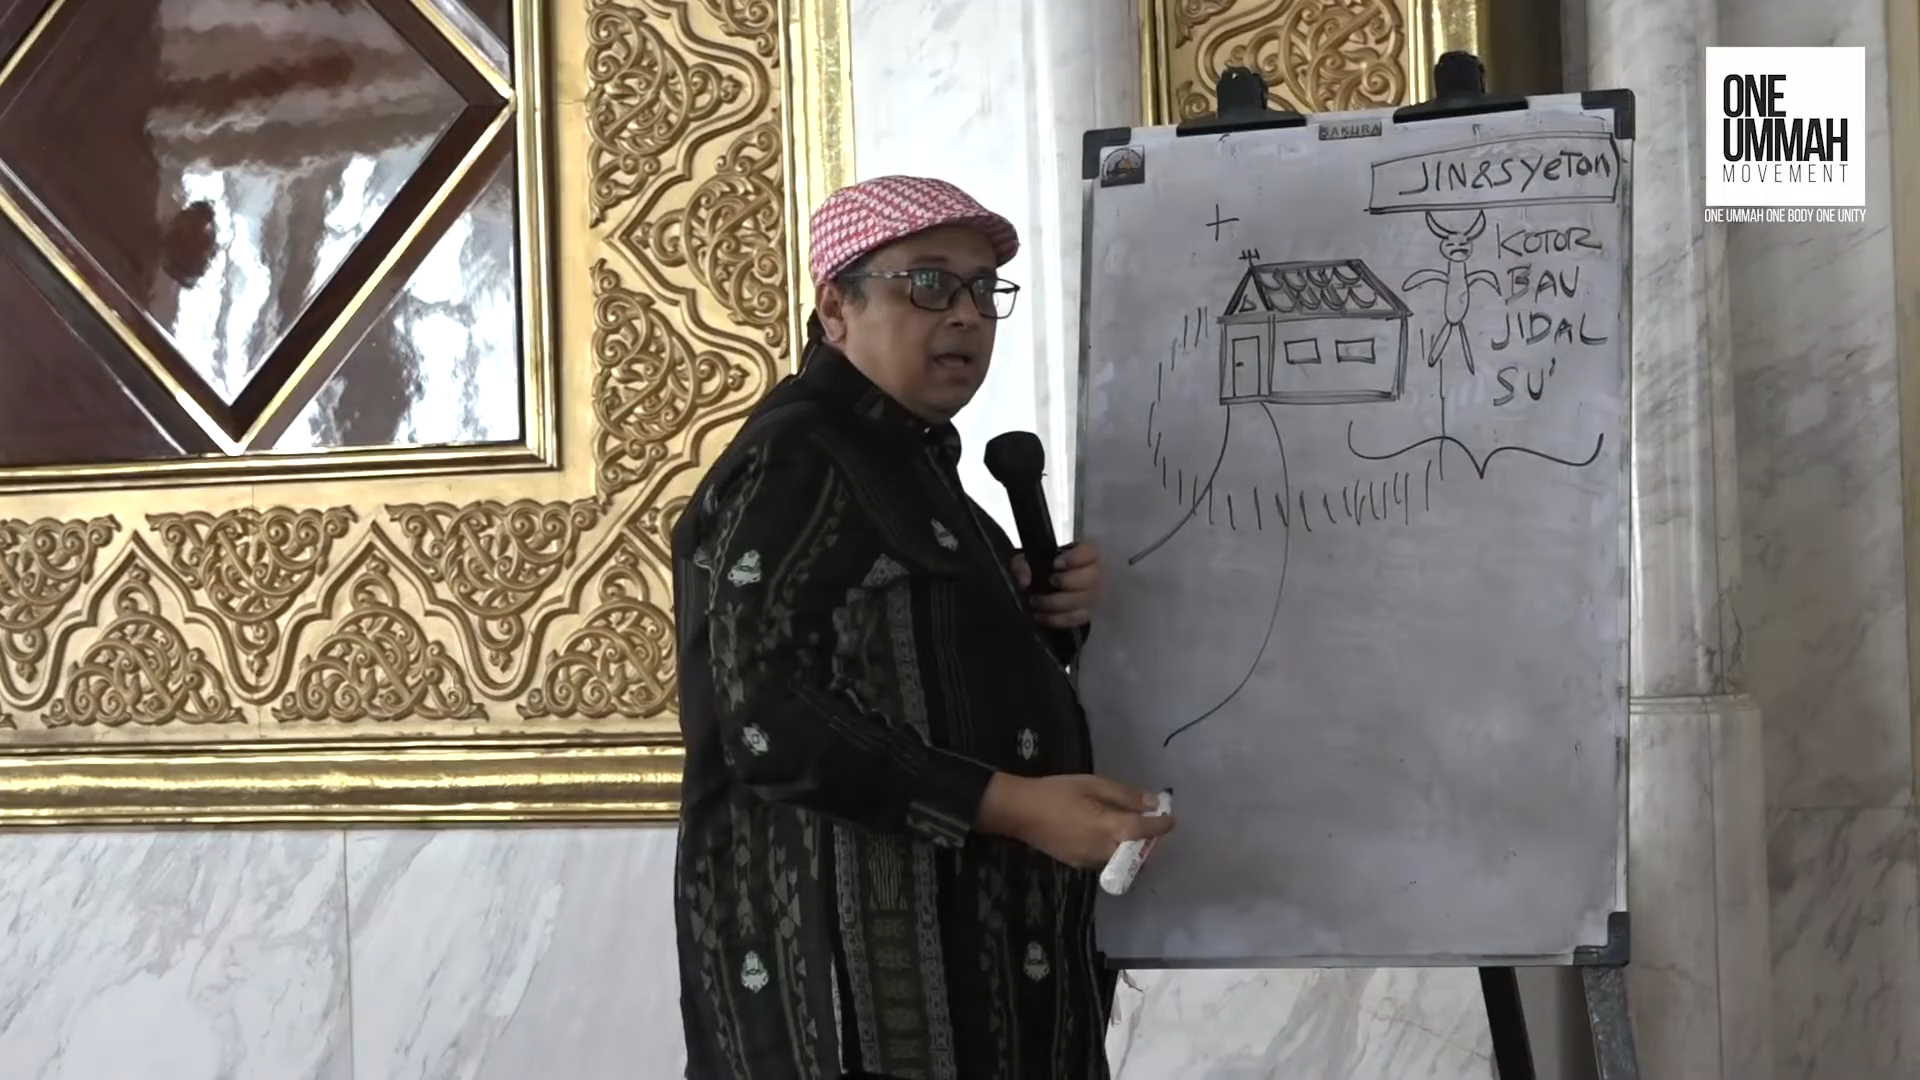 ONE
UMMAH
MOVEMENT
ONE UMMAH ONE BODY ONE UNITY
SAKURA
JIN&SYeTON
KOTOR
BAU
JIDAL
SU'